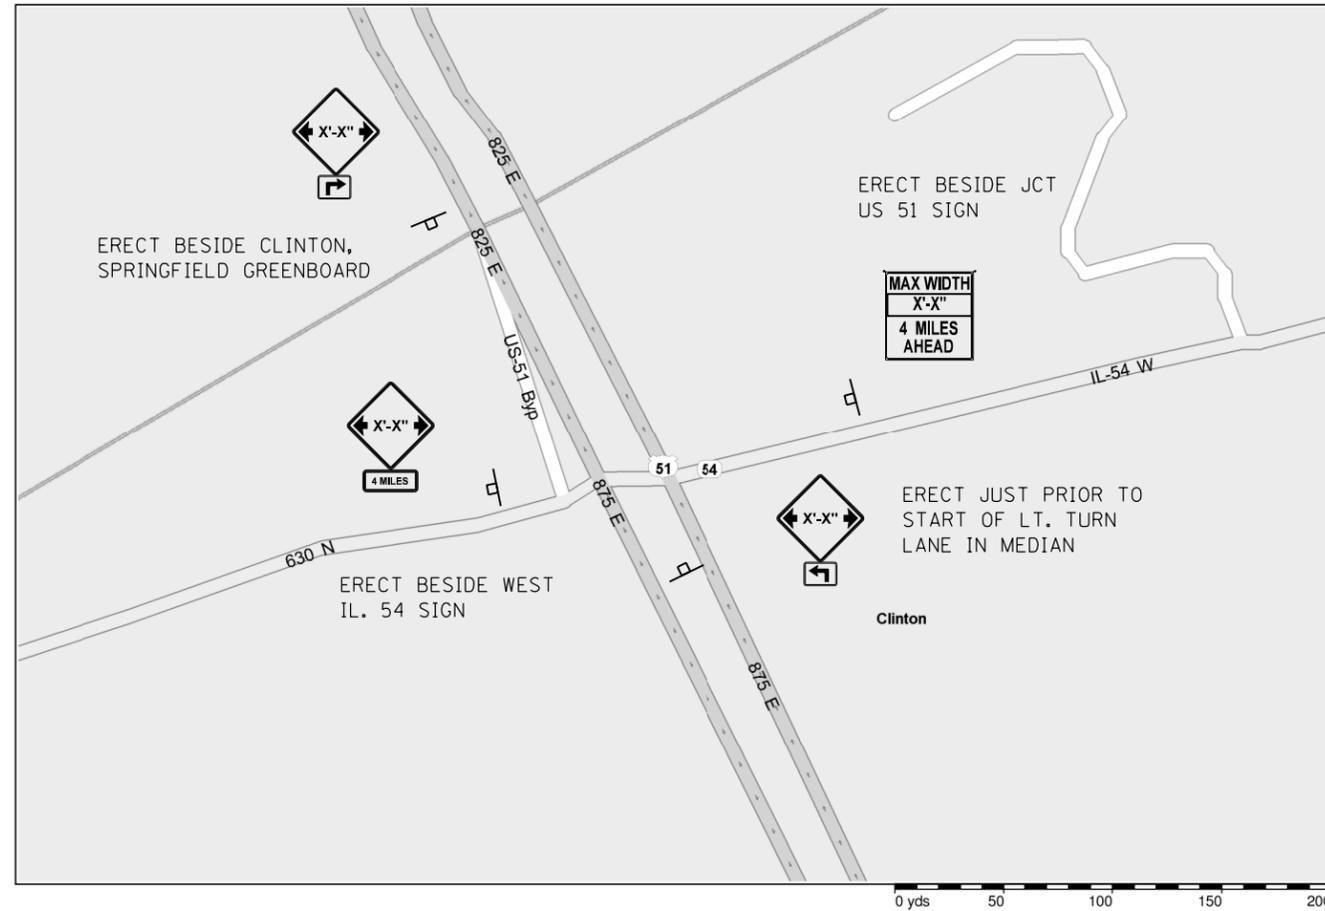 825 E
X'-X"
ERECT BESIDE JCT
US 51 SIGN
825 E
ERECT BESIDE CLINTON,
SPRINGFIELD GREENBOARD
MAX WIDTH
X'-X"
4 MILES
AHEAD
US-51 Byp
IL-54 W
X'-X"
4 MILES
51
54
875 E
X'-X"
ERECT JUST PRIOR TO
START OF LT. TURN
LANE IN MEDIAN
630 N
ERECT BESIDE WEST
IL. 54 SIGN
Clinton
875 E
0 yds
50
100
150